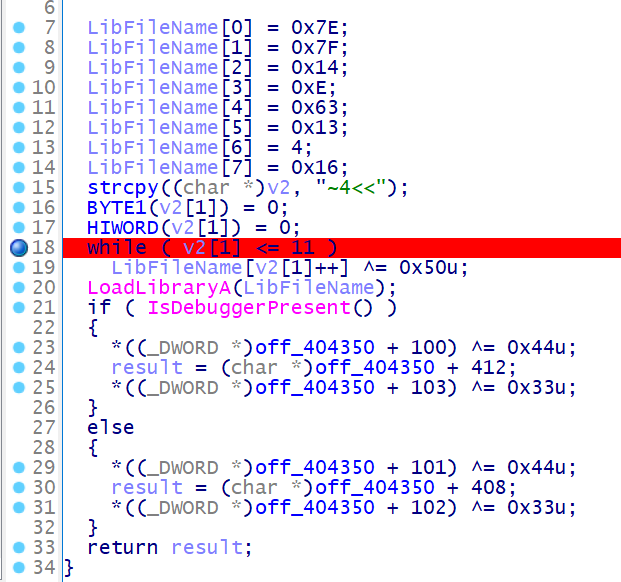 6
7 LibFileName[0] = 0x7E;
8 LibFileName[1] = 0x7F;
9 LibFileName[2] = 0x14;
10 LibFileName[3] = 0xE;
11 LibFileName[4] = 0x63;
12 LibFileName[5] = 0x13;
13 LibFileName[6] = 4;
14 LibFileName[7] = 0x16;
15 strcpy((char *)v2, "~4<<");
16 BYTE1(v2[1]) = 0;
17 HIWORD(v2[1]) = 0;
18 while ( v2[1] <= 11 )
19 LibFileName[v2[1]++] ^= 0x50u;
20 LoadLibraryA(LibFileName);
21 if ( IsDebuggerPresent() )
22 {
23 *((_DWORD *)off_404350 + 100) ^= 0x44u;
24 result = (char *)off_404350 + 412;
25 *((_DWORD *)off_404350 + 103) ^= 0x33u;
26 }
27 else
28 {
29 *((_DWORD *)off_404350 + 101) ^= 0x44u;
30 result = (char *)off_404350 + 408;
31 *((_DWORD *)off_404350 + 102) ^= 0x33u;
32 }
33 return result;
34 }